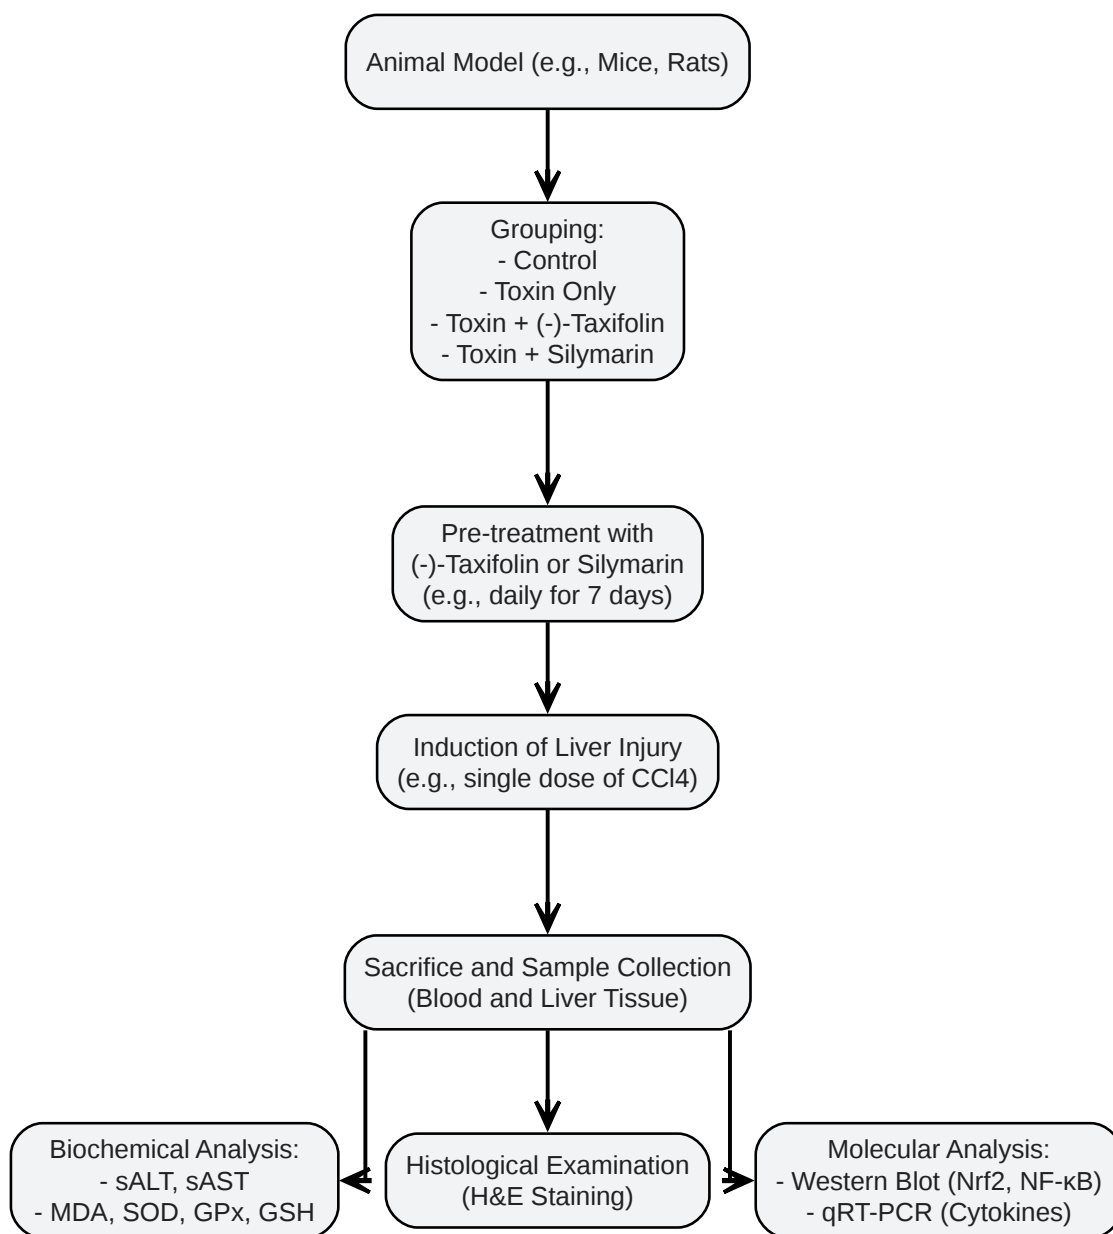 Animal Model (e.g., Mice, Rats)
Grouping:
- Control
- Toxin Only
- Toxin + (-)-Taxifolin
- Toxin + Silymarin
Pre-treatment with
(-)-Taxifolin or Silymarin
(e.g., daily for 7 days)
Induction of Liver Injury
(e.g., single dose of CCl4)
Sacrifice and Sample Collection
(Blood and Liver Tissue)
Biochemical Analysis:
- sALT, sAST
- MDA, SOD, GPx, GSH
Histological Examination
(H&E Staining)
Molecular Analysis:
- Western Blot (Nrf2, NF-κB)
- qRT-PCR (Cytokines)